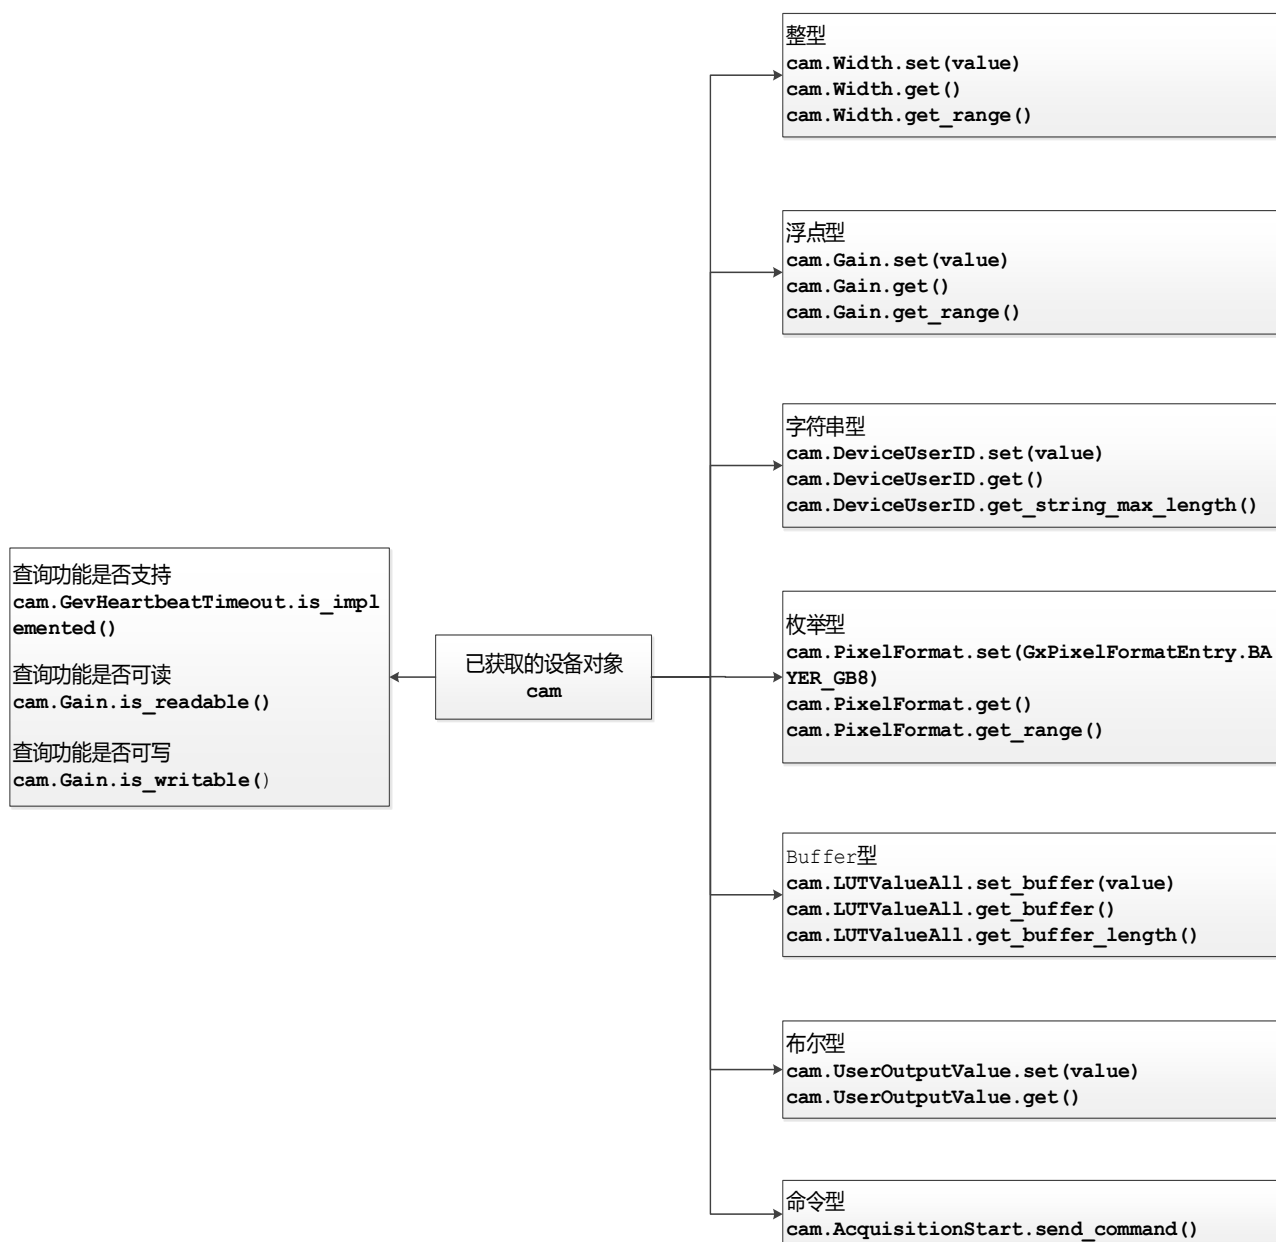 整型
cam.Width.set(value)
cam.Width.get()
cam.Width.get_range()
浮点型
cam.Gain.set(value)
cam.Gain.get()
cam.Gain.get_range()
字符串型
cam.DeviceUserID.set(value)
cam.DeviceUserID.get()
cam.DeviceUserID.get_string_max_length()
查询功能是否支持
cam.GevHeartbeatTimeout.is_impl
emented()
查询功能是否可读
cam.Gain.is_readable()
查询功能是否可写
cam.Gain.is_writable()
已获取的设备对象
cam
枚举型
cam.PixelFormat.set(GxPixelFormatEntry.BA
YER_GB8)
cam.PixelFormat.get()
cam.PixelFormat.get_range()
Buffer型
cam.LUTValueAll.set_buffer(value)
cam.LUTValueAll.get_buffer()
cam.LUTValueAll.get_buffer_length()
布尔型
cam.UserOutputValue.set(value)
cam.UserOutputValue.get()
命令型
cam.AcquisitionStart.send_command()